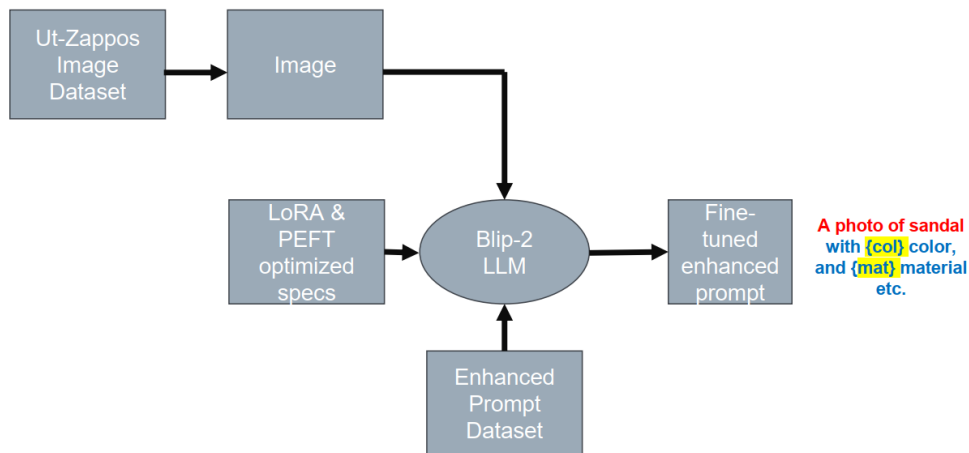 Ut-Zappos
Image
Dataset
Image
LoRA &
PEFT
optimized
specs
Blip-2
LLM
Fine-
tuned
enhanced
prompt
A photo of sandal
with {col} color,
and {mat} material
etc.
Enhanced
Prompt
Dataset